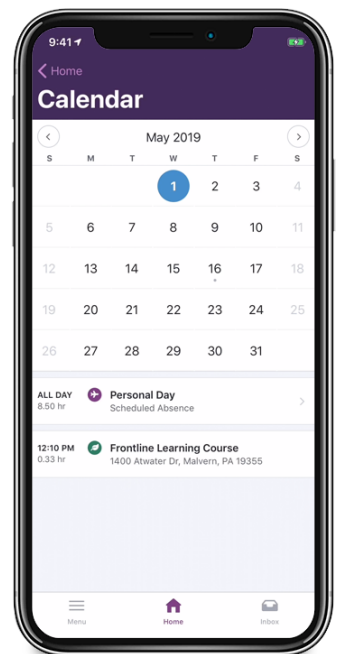 9:41
Home
Calendar
May 2019
S M T W T F S
1 2 3 4
5 6 7 8 9 10 11
12 13 14 15 16 17 18
19 20 21 22 23 24 25
26 27 28 29 30 31
ALL DAY Personal Day
8.50 hr Scheduled Absence
12:10 PM Frontline Learning Course
0.33 hr 1400 Atwater Dr, Malvern, PA 19355
Menu Home Inbox